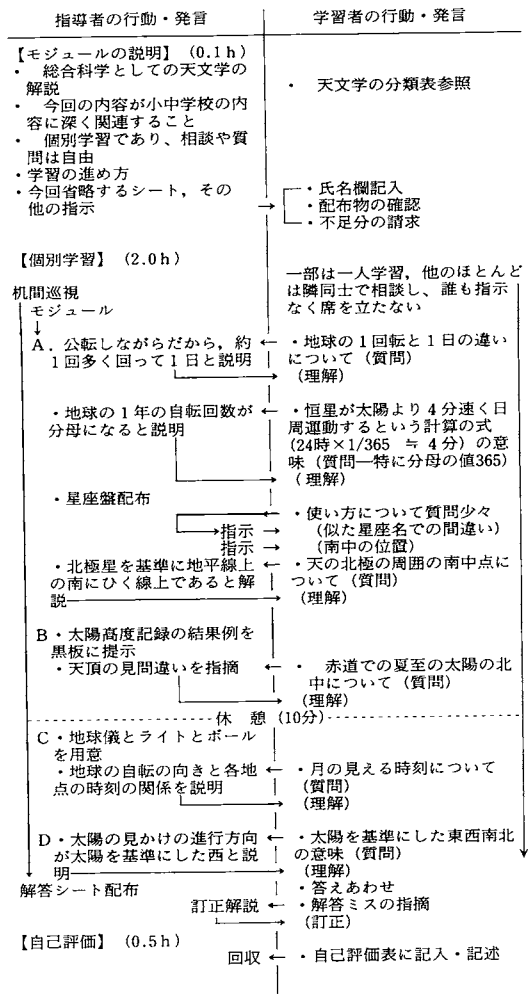 指導者の行動・発言
学習者の行動・発言
【モジュールの説明】(0.1h)
・ 総合科学としての天文学の
解説
・ 今回の内容が小中学校の内
容に深く関連すること
・ 個別学習であり、相談や質
問は自由
・学習の進め方
・今回省略するシート，その
他の指示
・ 天文学の分類表参照
・氏名欄記入
・配布物の確認
・不足分の請求
【個別学習】(2.0h)
一部は一人学習，他のほとんど
は隣同士で相談し、誰も指示
なく席を立たない
机間巡視
モジュール
A．公転しながらだから，約
1回多く回って1日と説明
・地球の1回転と1日の違い
について（質問）
(理解)
・地球の1年の自転回数が
分母になると説明
・恒星が太陽より4分速く日
周運動するという計算の式
(24時×1/365 ≒ 4分）の意
味（質問―特に分母の値365）
(理解)
・星座盤配布
・使い方について質問少々
指示
(似た星座名での間違い)
指示
(南中の位置)
・北極星を基準に地平線上
の南にひく線上であると解
説
・天の北極の周囲の南中点に
ついて（質問）
(理解)
B・太陽高度記録の結果例を
黒板に提示
・天頂の見間違いを指摘
・ 赤道での夏至の太陽の北
中について（質問）
(理解)
休 憩 (10分)
C・地球儀とライトとボール
を用意
・地球の自転の向きと各地
点の時刻の関係を説明
・月の見える時刻について
(質問)
(理解)
D・太陽の見かけの進行方向
が太陽を基準にした西と説
明
・太陽を基準にした東西南北
の意味（質問）
(理解)
解答シート配布
・答えあわせ
訂正解説
・解答ミスの指摘
(訂正)
【自己評価】(0.5h)
回収
・自己評価表に記入・記述